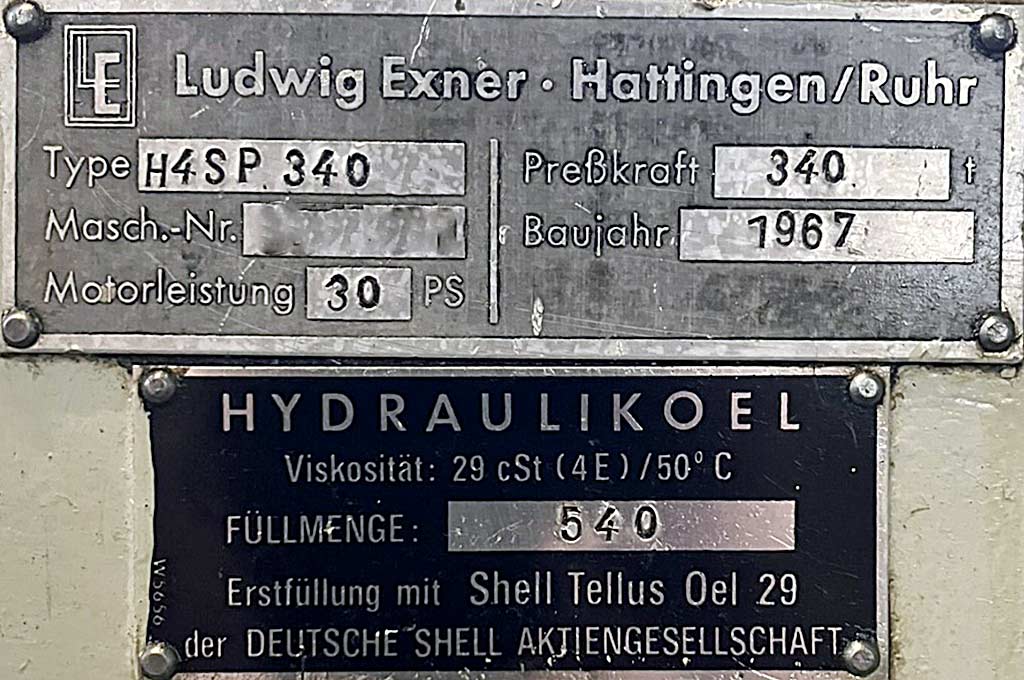 LE Ludwig Exner · Hattingen/Ruhr
Type H4SP 340 Preßkraft 340 t
Masch.-Nr. Baujahr 1967
Motorleistung 30 PS
HYDRAULIKOEL
Viskosität: 29 cSt (4E)/50° C
FÜLLMENGE: 540
Erstfüllung mit Shell Tellus Oel 29
der DEUTSCHE SHELL AKTIENGESELLSCHAFT
W5656